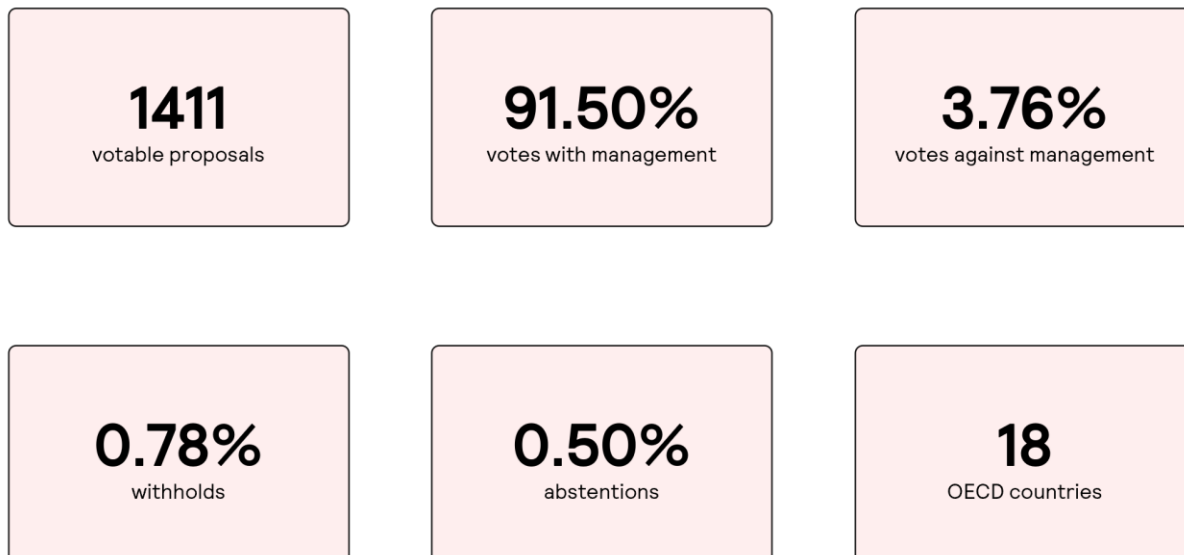 1411
votable proposals
91.50%
votes with management
3.76%
votes against management
0.78%
withholds
0.50%
abstentions
18
OECD countries